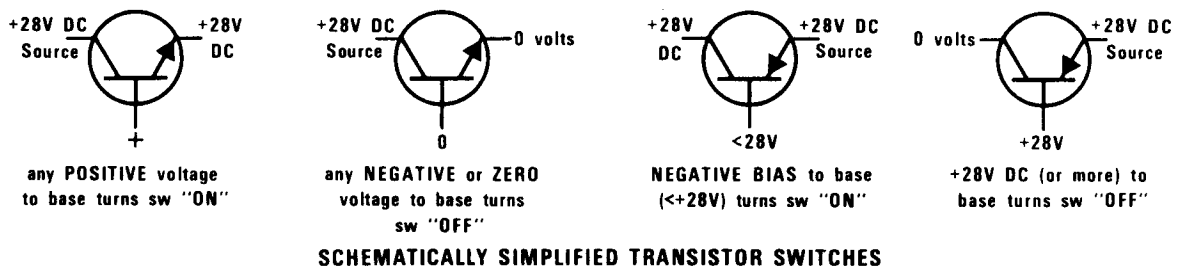 +28V DC
Source
+28V
DC
+
any POSITIVE voltage
to base turns sw "ON"
+28V DC
Source
0 volts
0
any NEGATIVE or ZERO
voltage to base turns
sw "OFF"
+28V
DC
+28V DC
Source
<28V
NEGATIVE BIAS to base
(<+28V) turns sw "ON"
0 volts
+28V DC
Source
+28V
+28V DC (or more) to
base turns sw "OFF"
SCHEMATICALLY SIMPLIFIED TRANSISTOR SWITCHES